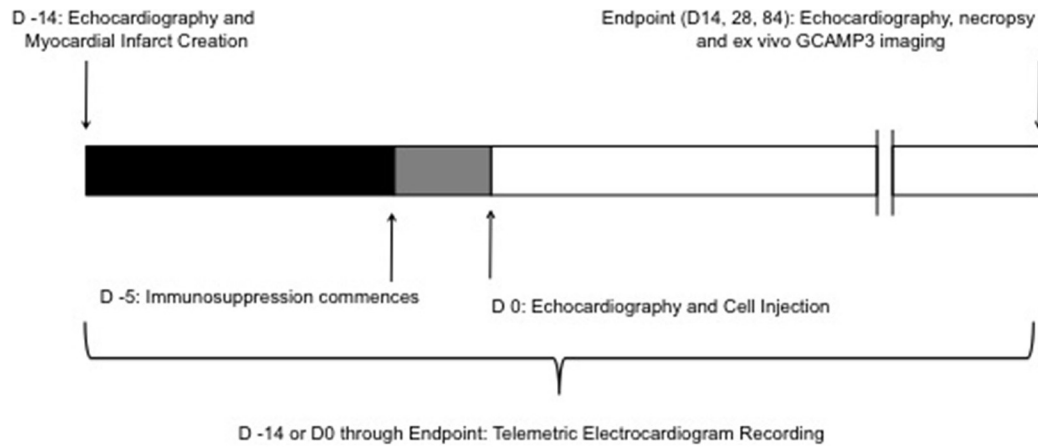 D -14: Echocardiography and
Myocardial Infarct Creation
Endpoint (D14, 28, 84): Echocardiography, necropsy
and ex vivo GCAMP3 imaging
D -5: Immunosuppression commences
D 0: Echocardiography and Cell Injection
D -14 or D0 through Endpoint: Telemetric Electrocardiogram Recording